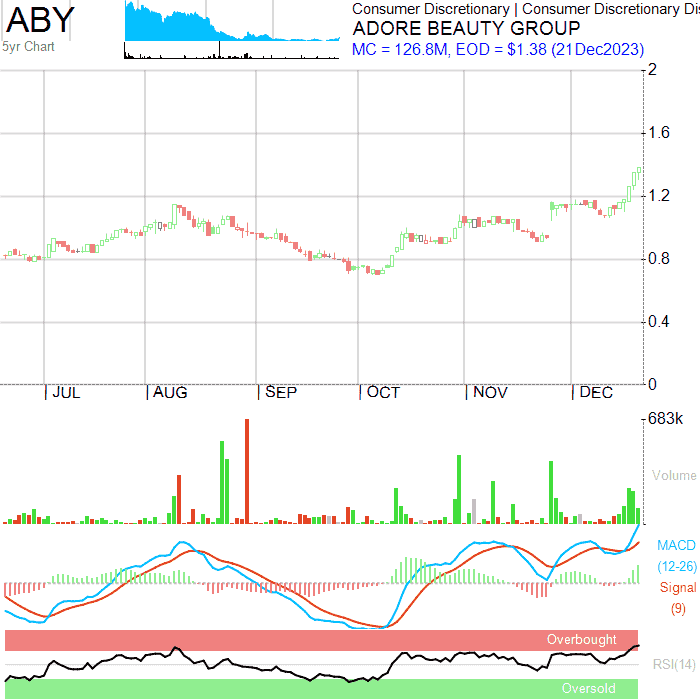 ABY
5yr Chart
Consumer Discretionary | Consumer Discretionary Dis
ADORE BEAUTY GROUP
MC = 126.8M, EOD = $1.38 (21Dec2023)
2
1.6
1.2
0.8
0.4
0
JUL AUG SEP OCT NOV DEC
683k
Volume
MACD
(12-26)
Signal
(9)
Overbought
RSI(14)
Oversold